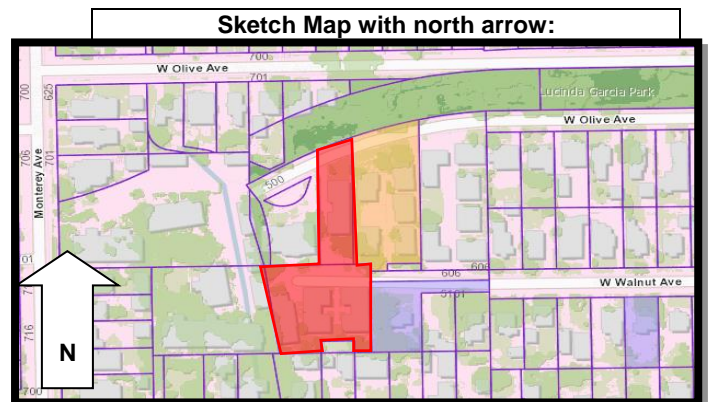 Sketch Map with north arrow:
700
W Olive Ave
701
Lucinda Garcia Park
700
625
W Olive Ave
706
701
Monterey Ave
500
606
606
5101
W Walnut Ave
716
N
700